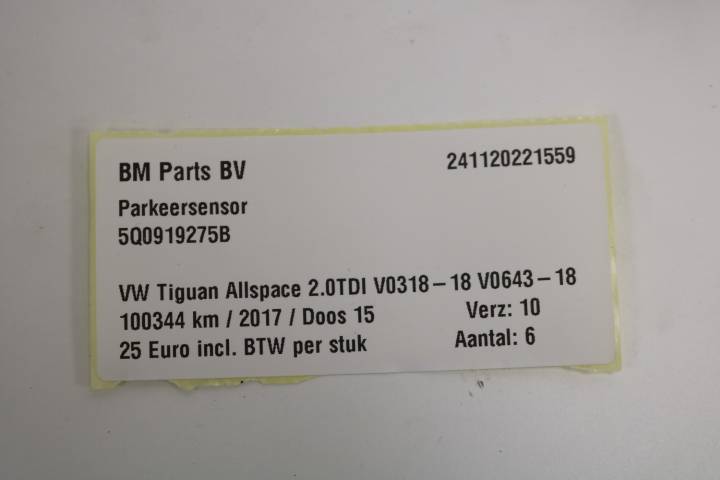 BM Parts BV 241120221559
Parkeersensor
5Q0919275B
VW Tiguan Allspace 2.0TDI V0318-18 V0643-18
100344 km / 2017 / Doos 15 Verz: 10
25 Euro incl. BTW per stuk Aantal: 6